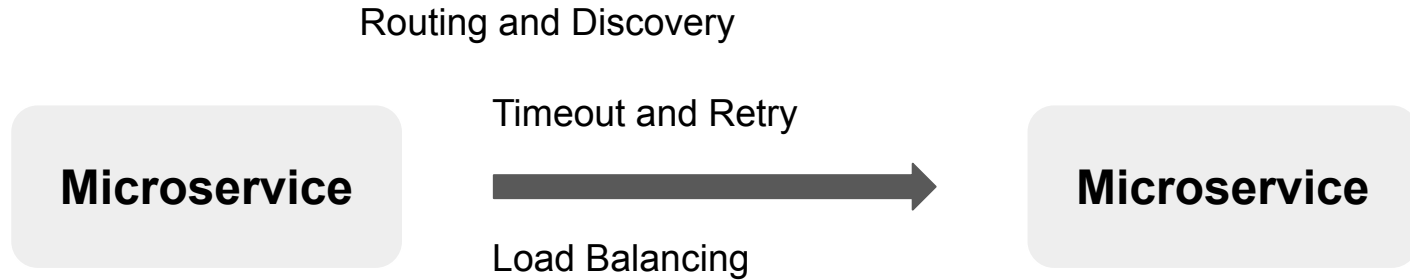 Routing and Discovery
Timeout and Retry
Microservice
Microservice
Load Balancing